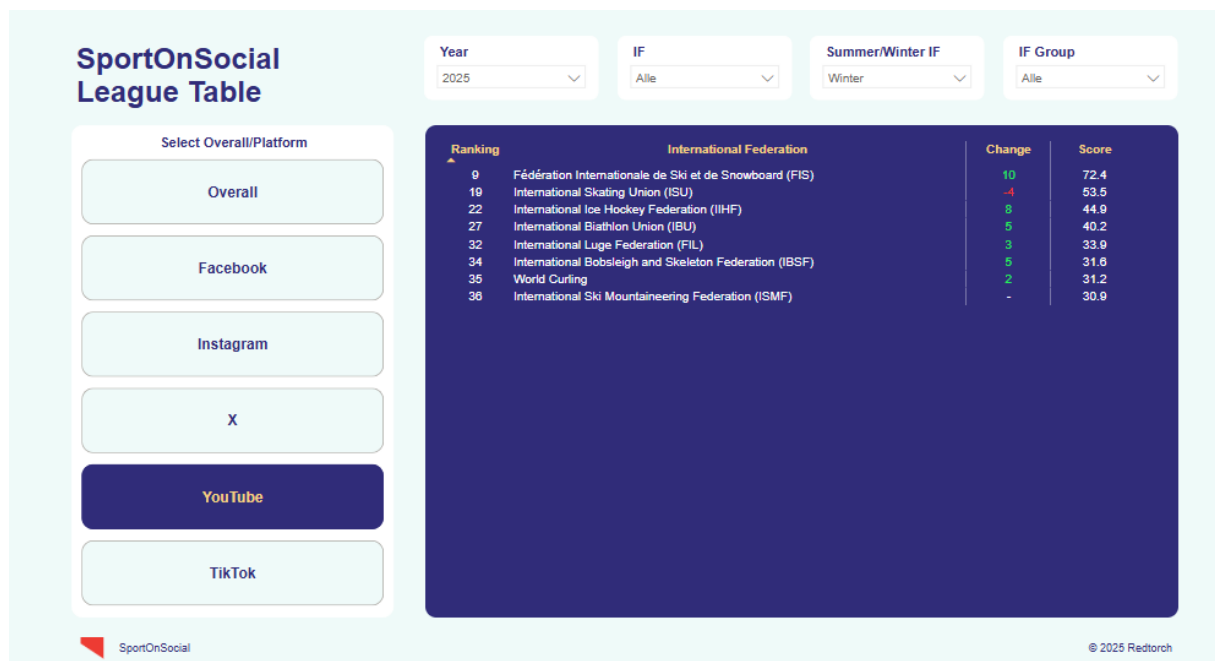 SportOnSocial
League Table
Year
2025
IF
Alle
Summer/Winter IF
Winter
IF Group
Alle
Select Overall/Platform
Overall
Facebook
Instagram
X
YouTube
TikTok
Ranking International Federation Change Score
9 Fédération Internationale de Ski et de Snowboard (FIS) 10 72.4
19 International Skating Union (ISU) -4 53.5
22 International Ice Hockey Federation (IIHF) 8 44.9
27 International Biathlon Union (IBU) 5 40.2
32 International Luge Federation (FIL) 3 33.9
34 International Bobsleigh and Skeleton Federation (IBSF) 5 31.6
35 World Curling 2 31.2
36 International Ski Mountaineering Federation (ISMF) - 30.9
SportOnSocial
© 2025 Redtorch